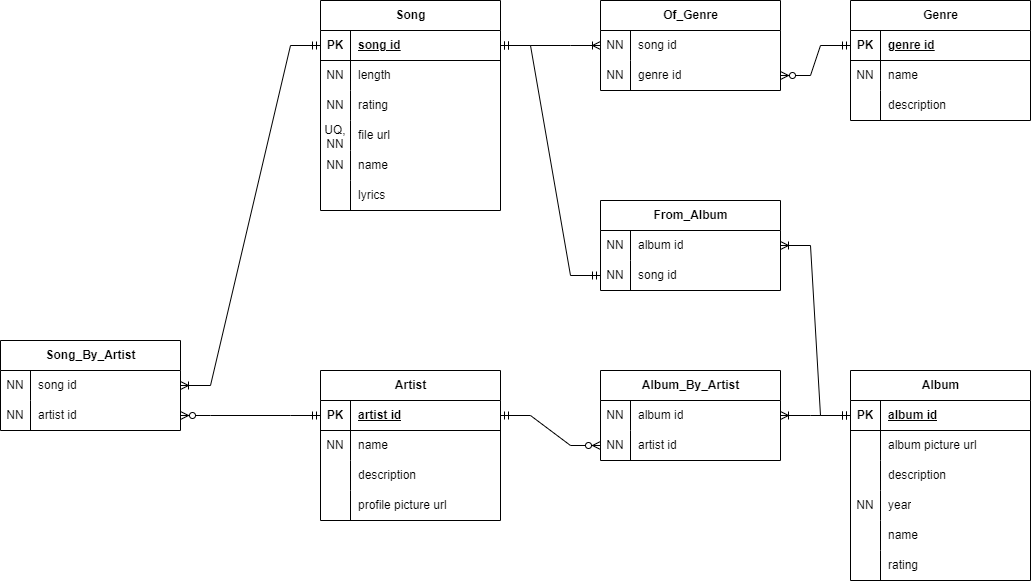 Song
PK song id
NN length
NN rating
UQ,
NN file url
NN name
lyrics
Of_Genre
NN song id
NN genre id
Genre
PK genre id
NN name
description
From_Album
NN album id
NN song id
Song_By_Artist
NN song id
NN artist id
Artist
PK artist id
NN name
description
profile picture url
Album_By_Artist
NN album id
NN artist id
Album
PK album id
album picture url
description
NN year
name
rating